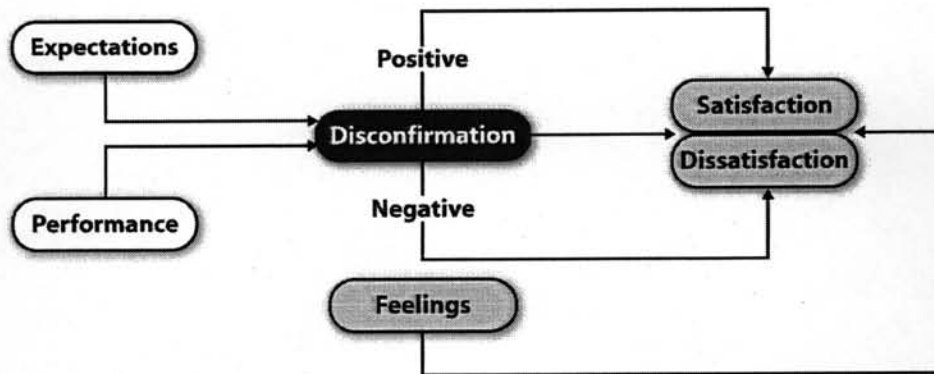 Expectations
Positive
Satisfaction
Disconfirmation
Dissatisfaction
Performance
Negative
Feelings